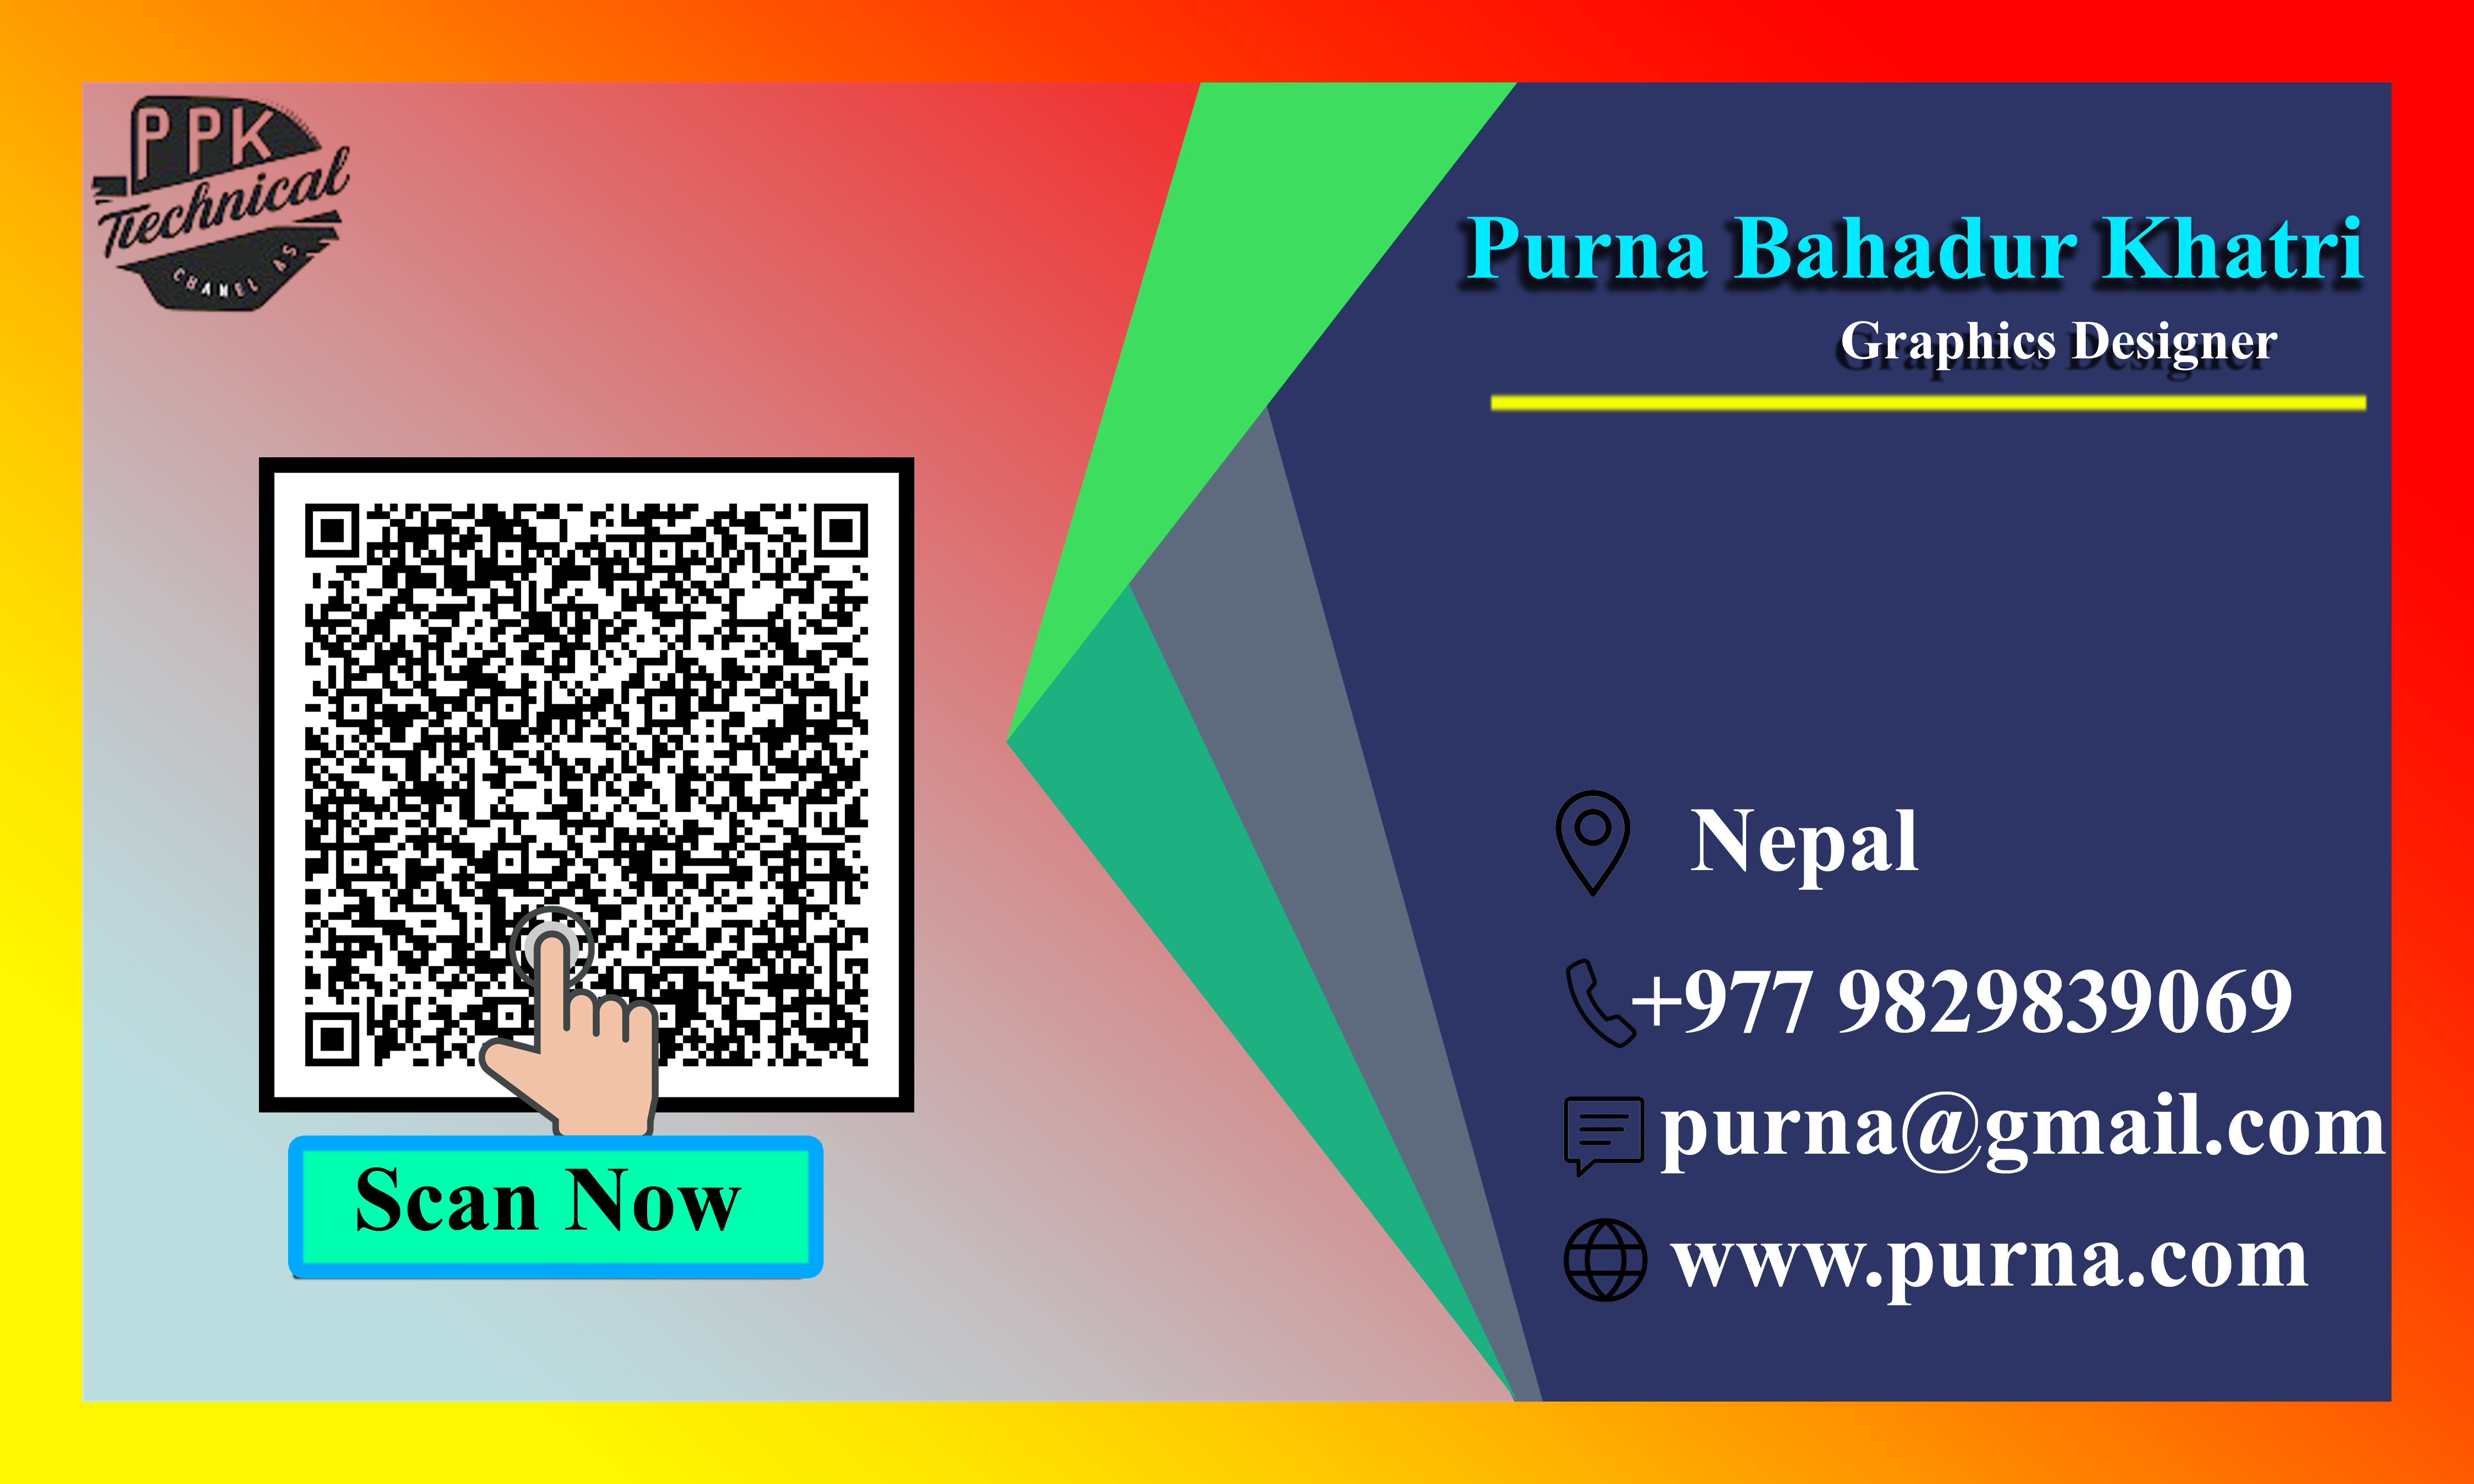 PPK
Tiechnical
CHANEL AS
Purna Bahadur Khatri
Graphics Designer
Nepal
+977 9829839069
purna@gmail.com
www.purna.com
Scan Now